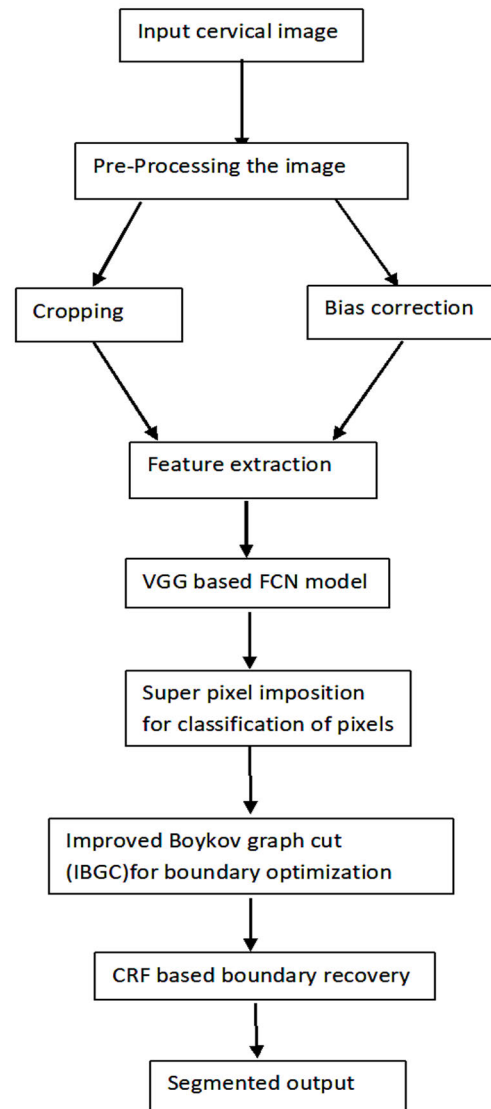 Input cervical image
Pre-Processing the image
Cropping
Bias correction
Feature extraction
VGG based FCN model
Super pixel imposition
for classification of pixels
Improved Boykov graph cut
(IBGC)for boundary optimization
CRF based boundary recovery
Segmented output